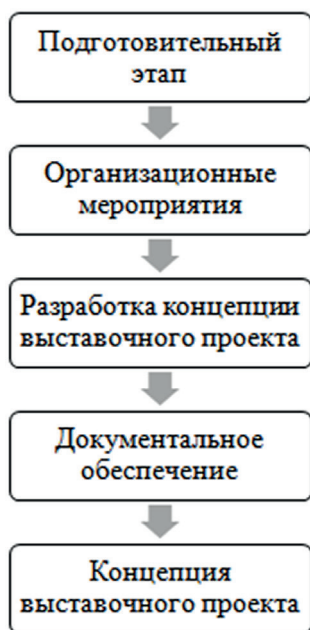 Подготовительный
этап
Организационные
мероприятия
Разработка концепции
выставочного проекта
Документальное
обеспечение
Концепция
выставочного проекта